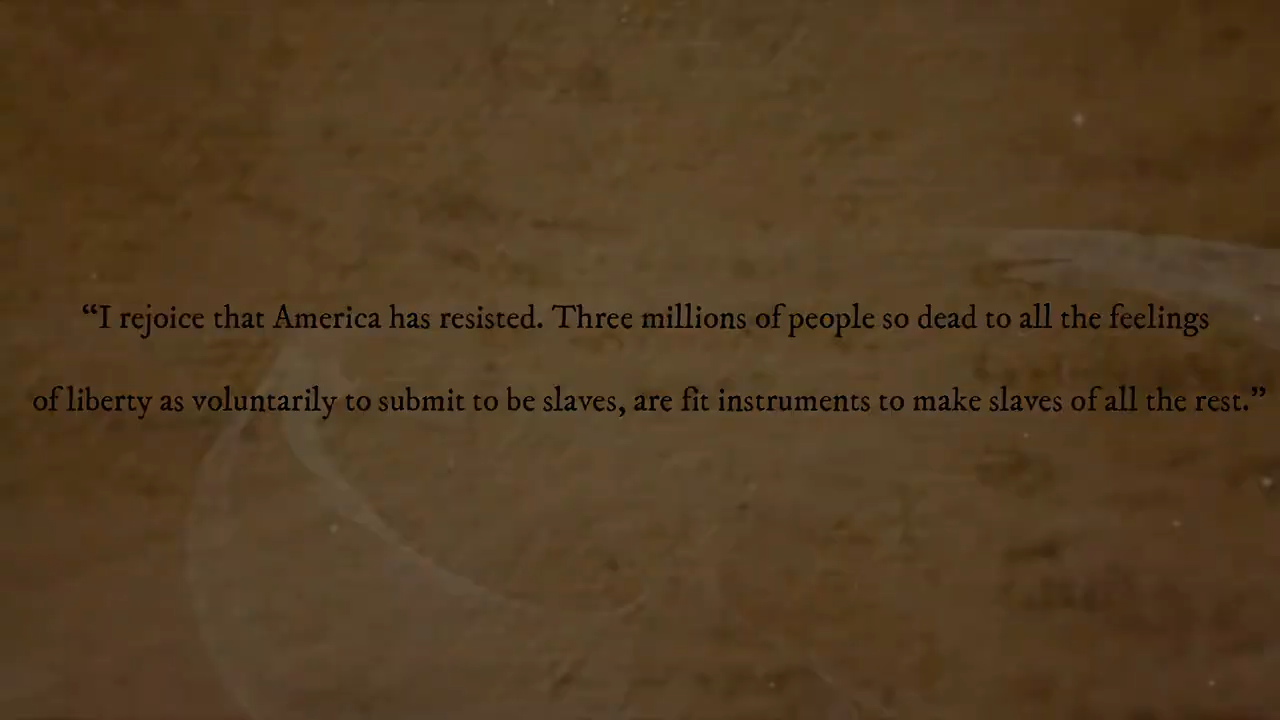 “I rejoice that America has resisted. Three millions of people so dead to all the feelings
of liberty as voluntarily to submit to be slaves, are fit instruments to make slaves of all the rest.”